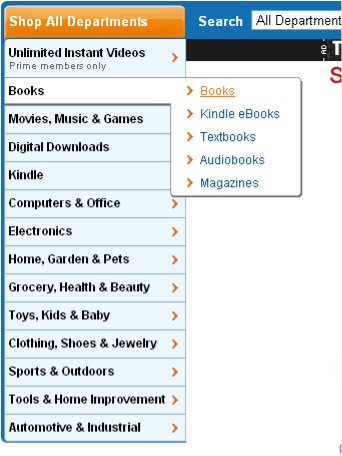 Shop All Departments
Search All Department
Unlimited Instant Videos
Prime members only
Books
Movies, Music & Games
Digital Downloads
Kindle
Computers & Office
Electronics
Home, Garden & Pets
Grocery, Health & Beauty
Toys, Kids & Baby
Clothing, Shoes & Jewelry
Sports & Outdoors
Tools & Home Improvement
Automotive & Industrial
Books
Kindle eBooks
Textbooks
Audiobooks
Magazines
AD
T
S